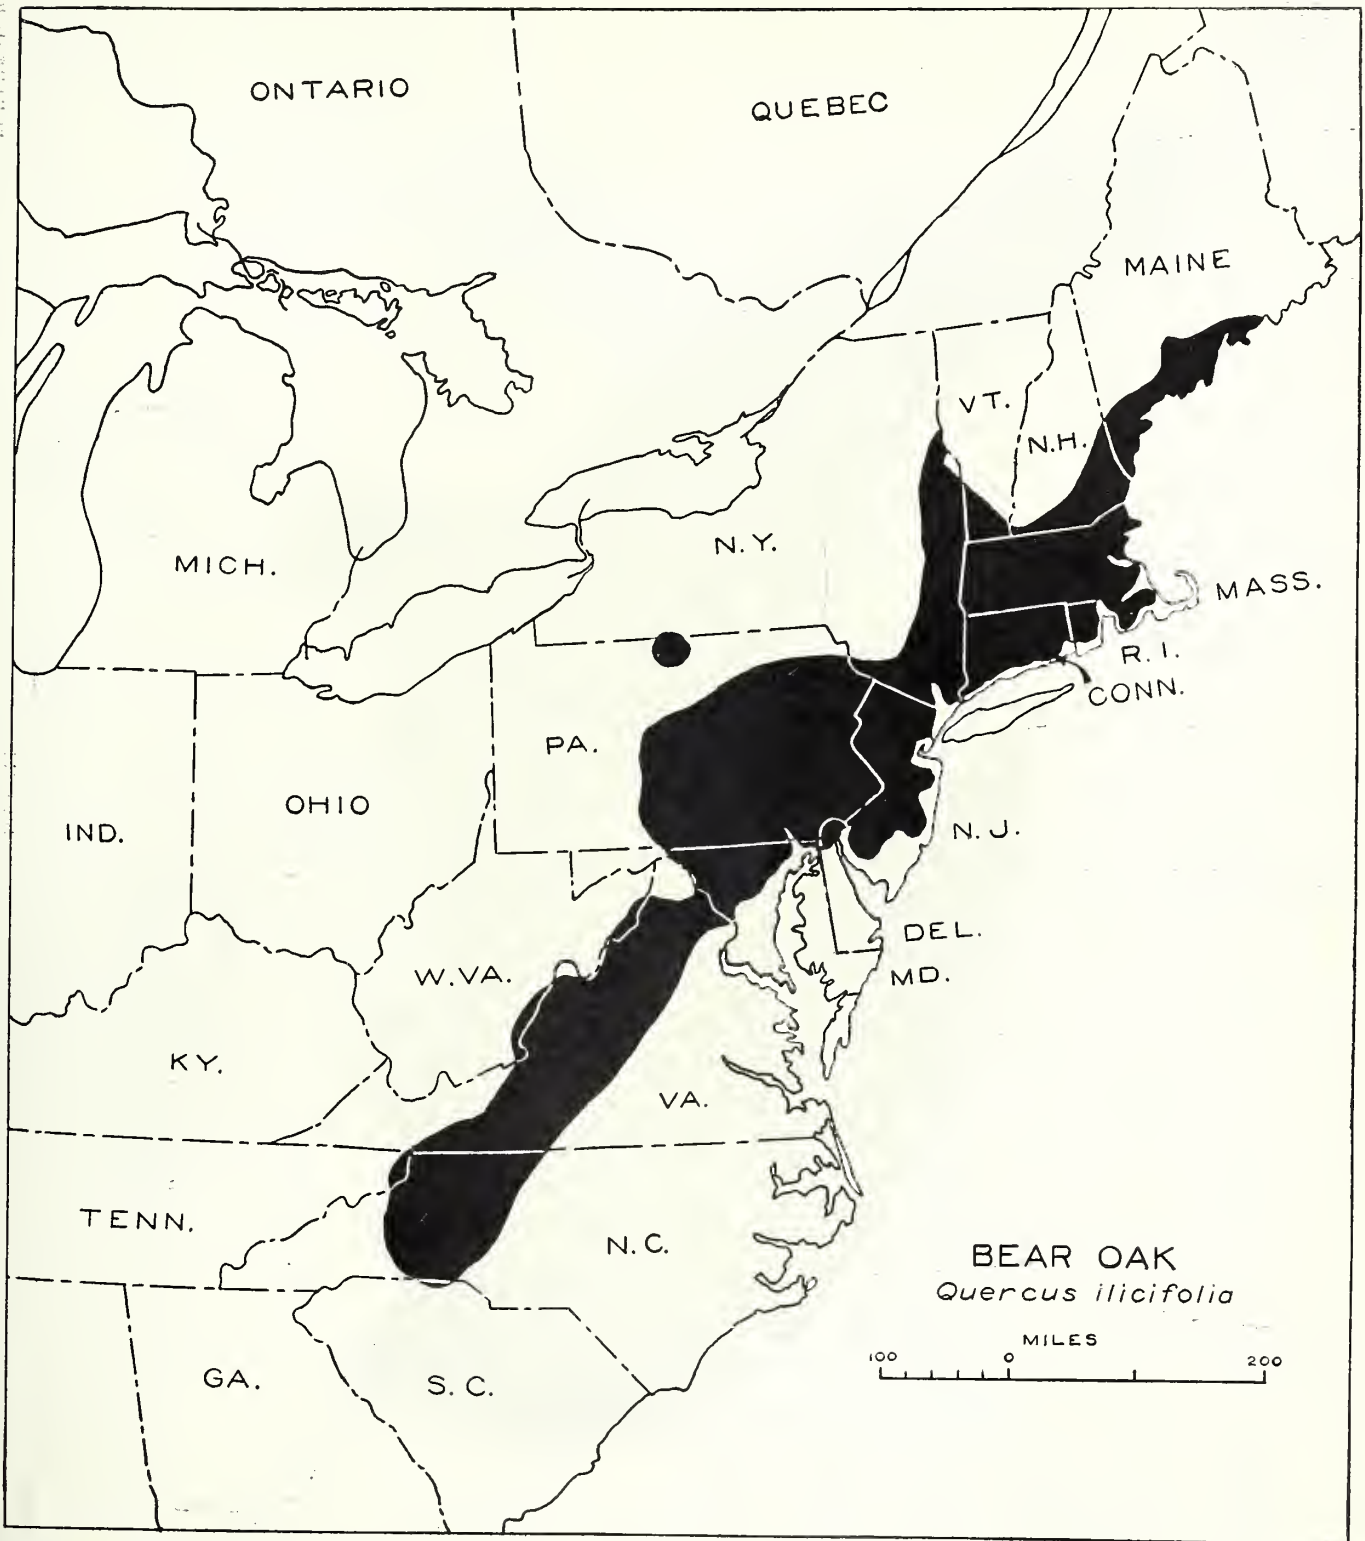 ONTARIO
QUEBEC
MAINE
VT.
N.H.
N.Y.
MICH.
MASS.
R. I.
CONN.
PA.
OHIO
IND.
N. J.
DEL.
MD.
W.VA.
KY.
VA.
TENN.
N.C.
BEAR OAK
Quercus ilicifolia
MILES
100 0 200
GA.
S. C.